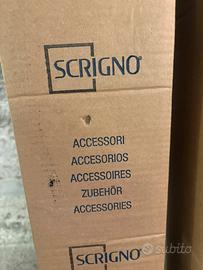 SCRIGNO®
ACCESSORI
ACCESORIOS
ACCESSOIRES
ZUBEHÖR
ACCESSORIES
SCRIGNO®
subito